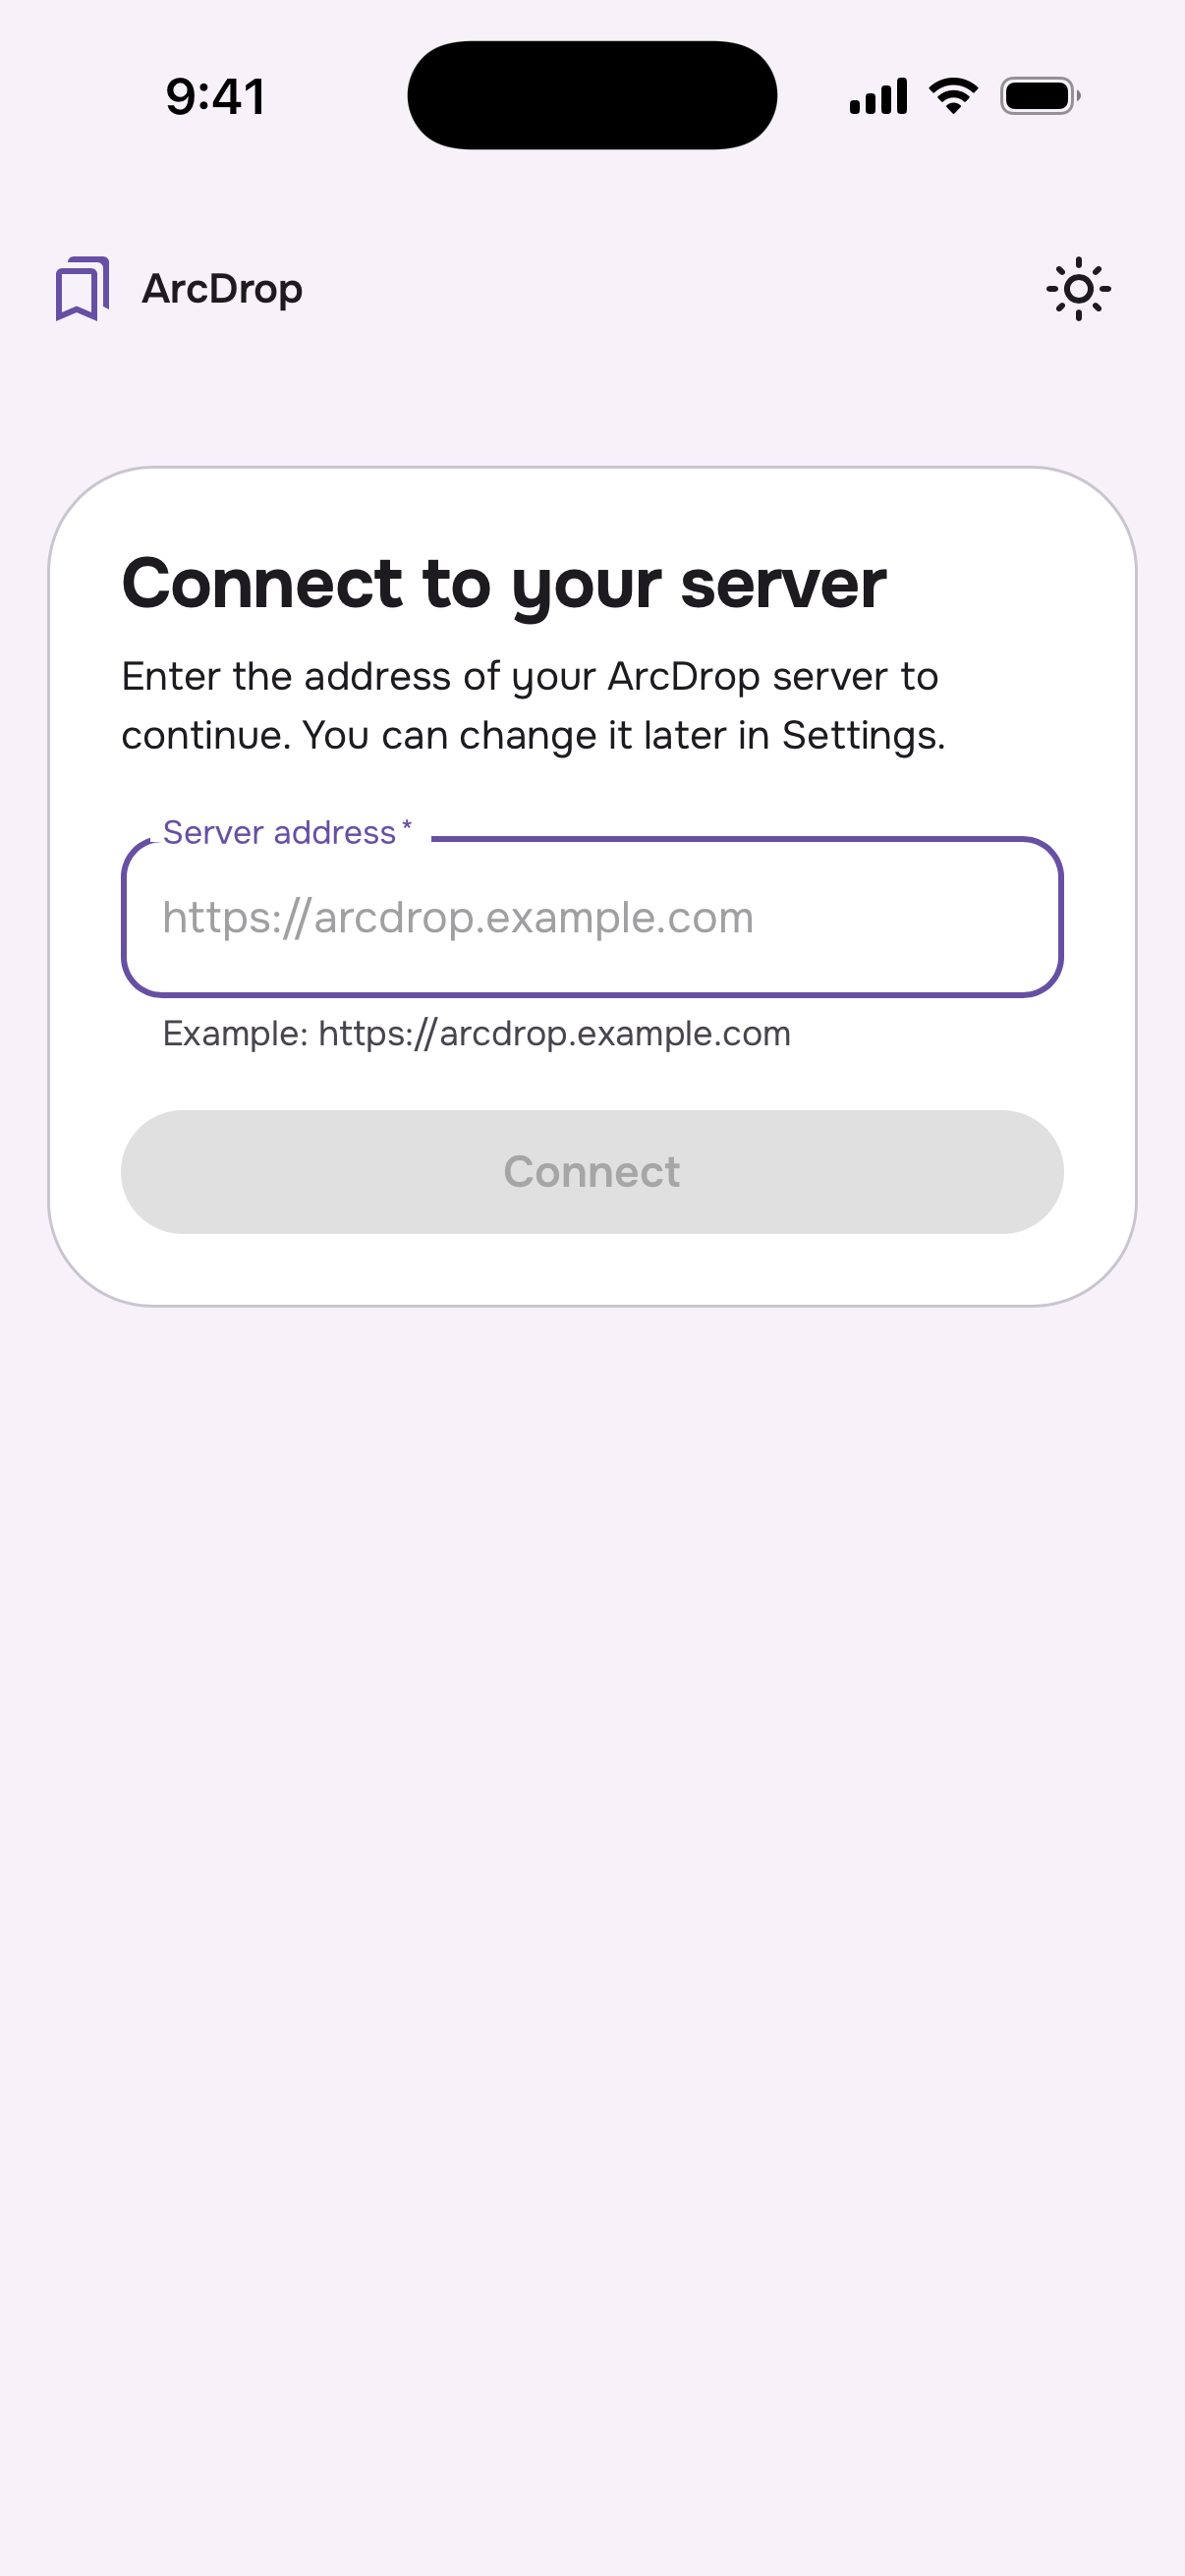 9:41
ArcDrop
Connect to your server
Enter the address of your ArcDrop server to
continue. You can change it later in Settings.
Server address *
https://arcdrop.example.com
Example: https://arcdrop.example.com
Connect